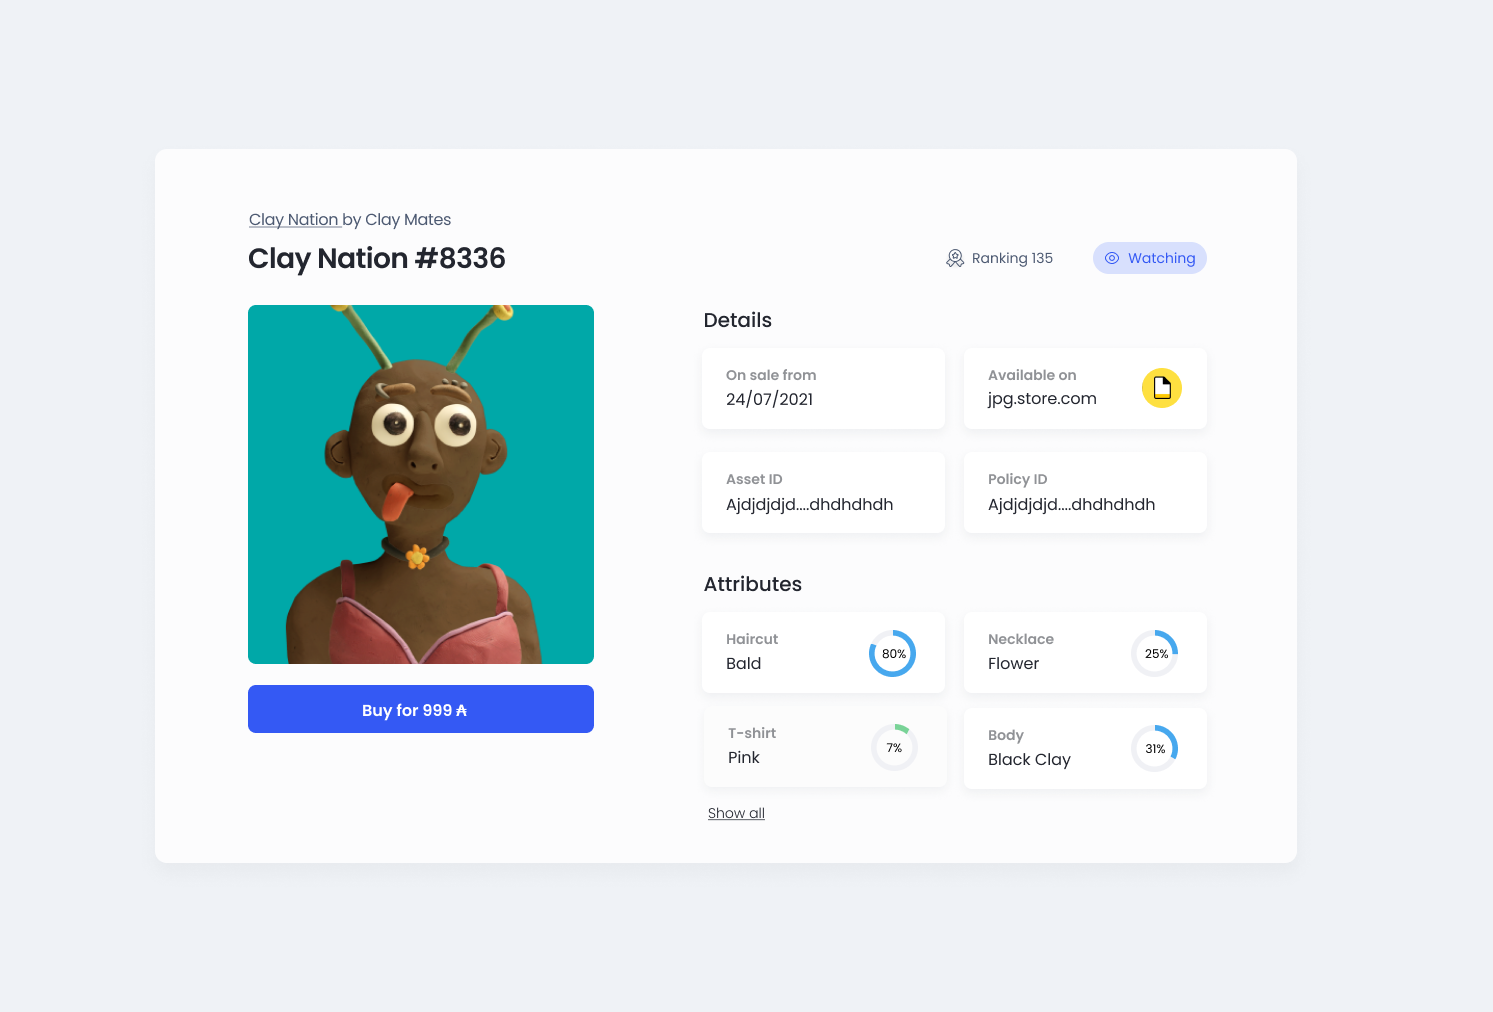 Clay Nation by Clay Mates
Clay Nation #8336
Ranking 135
Watching
Details
On sale from
24/07/2021
Available on
jpg.store.com
Asset ID
Ajdjdjdjd....dhdhdhdh
Policy ID
Ajdjdjdjd....dhdhdhdh
Attributes
Haircut
Bald
80%
Necklace
Flower
25%
T-shirt
Pink
7%
Body
Black Clay
31%
Show all
Buy for 999 ₳